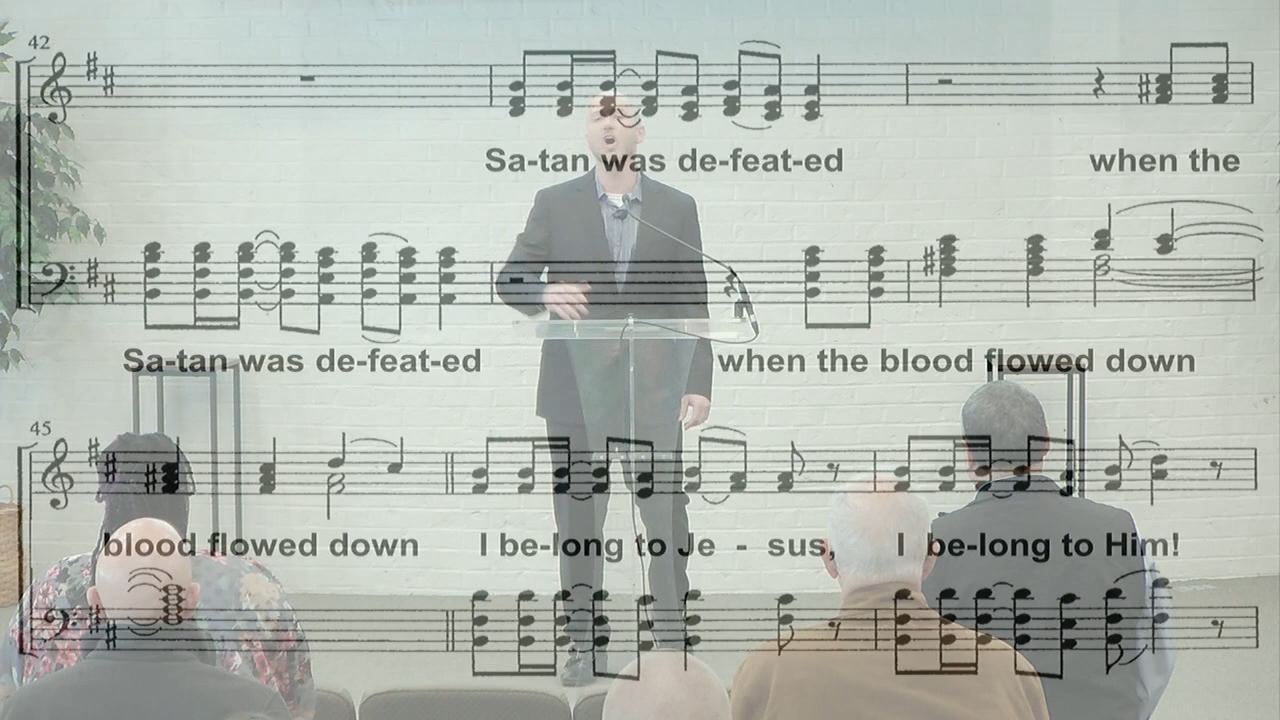 42
Sa-tan was de-feat-ed when the
Sa-tan was de-feat-ed when the blood flowed down
45
blood flowed down I be-long to Je - sus, I be-long to Him!